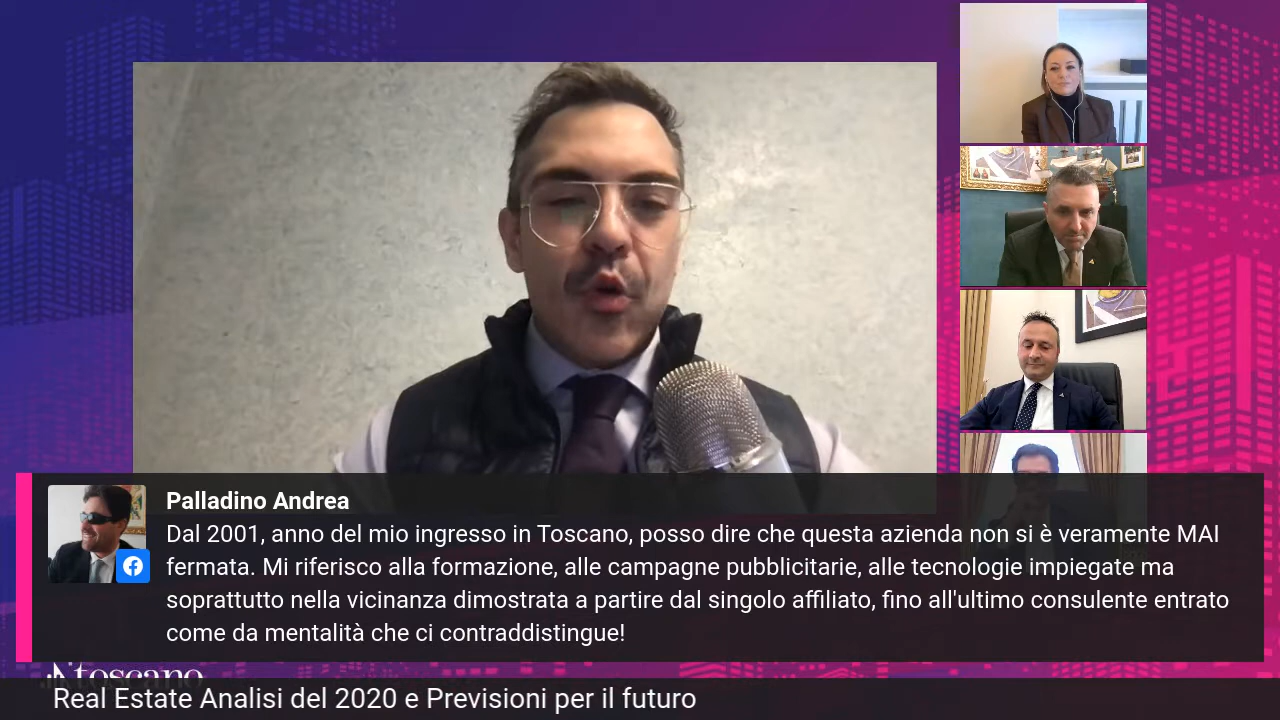 Palladino Andrea
Dal 2001, anno del mio ingresso in Toscano, posso dire che questa azienda non si è veramente MAI
fermata. Mi riferisco alla formazione, alle campagne pubblicitarie, alle tecnologie impiegate ma
soprattutto nella vicinanza dimostrata a partire dal singolo affiliato, fino all'ultimo consulente entrato
come da mentalità che ci contraddistingue!
toscano
Real Estate Analisi del 2020 e Previsioni per il futuro